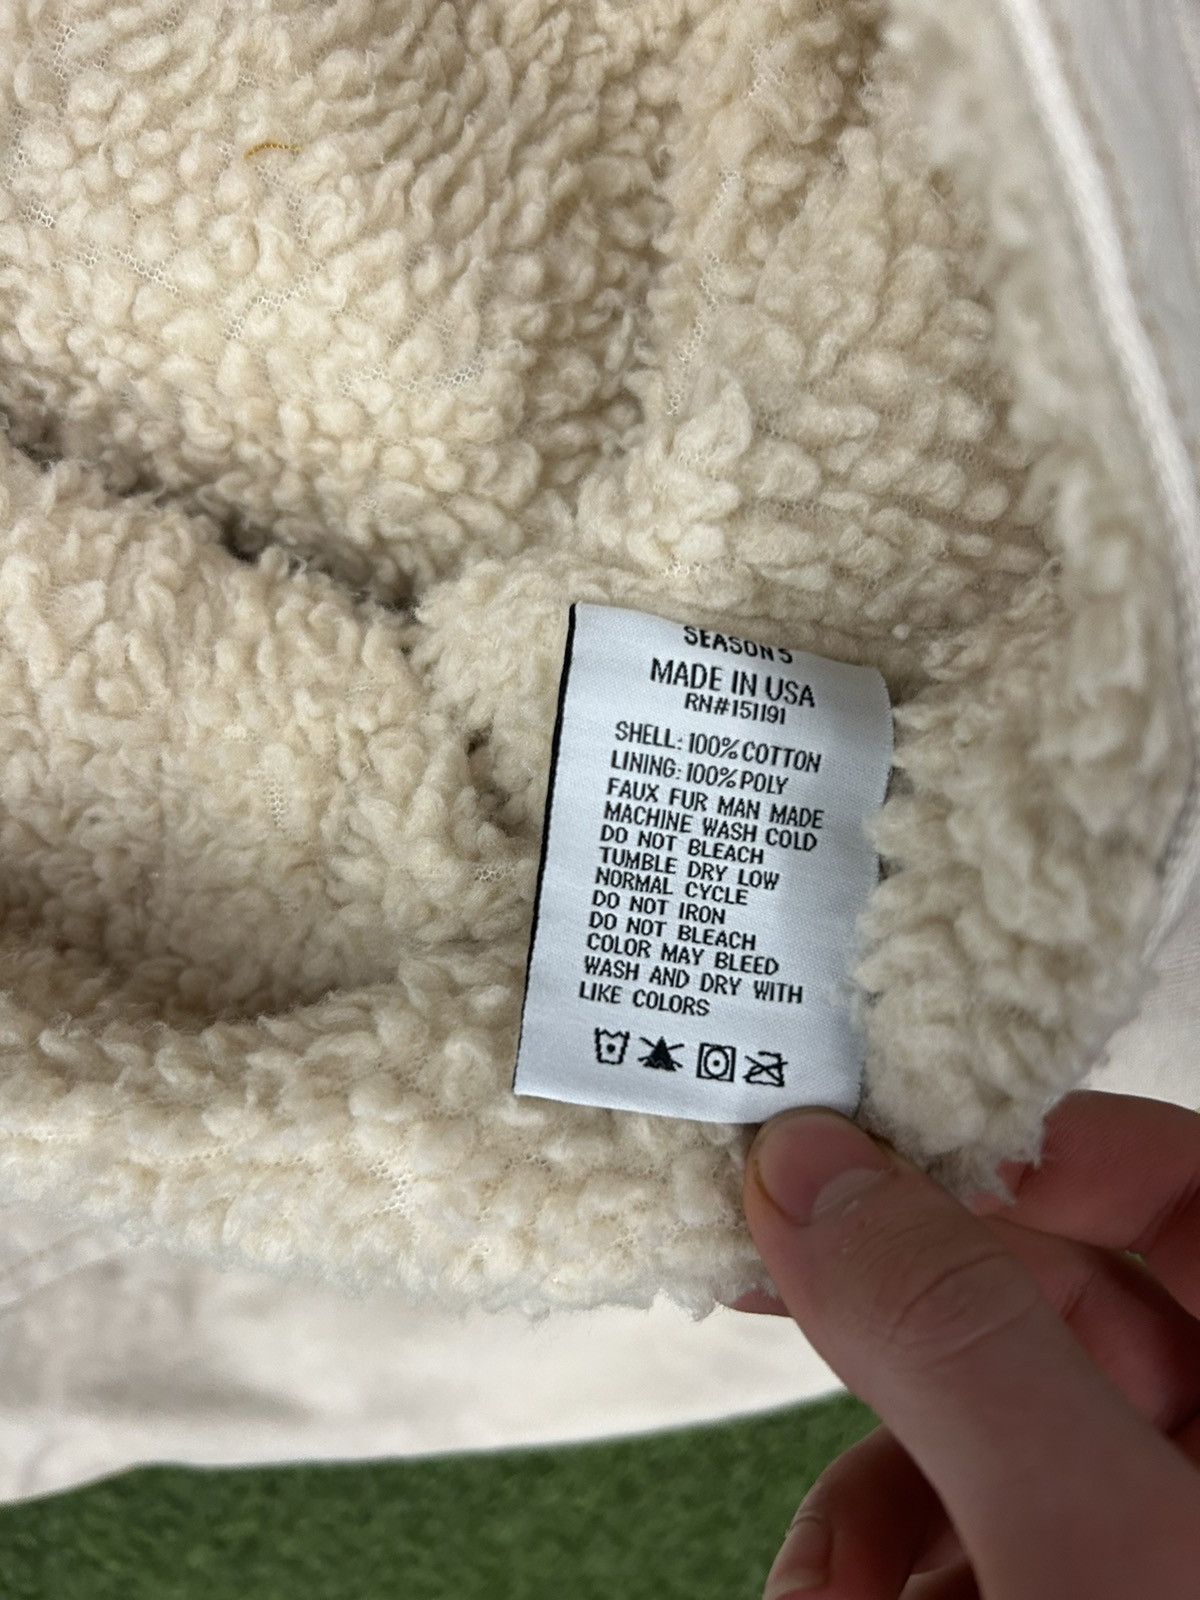 SEASON 5
MADE IN USA
RN#151191
SHELL: 100% COTTON
LINING: 100% POLY
FAUX FUR MAN MADE
MACHINE WASH COLD
DO NOT BLEACH
TUMBLE DRY LOW
NORMAL CYCLE
DO NOT IRON
DO NOT BLEACH
COLOR MAY BLEED
WASH AND DRY WITH
LIKE COLORS